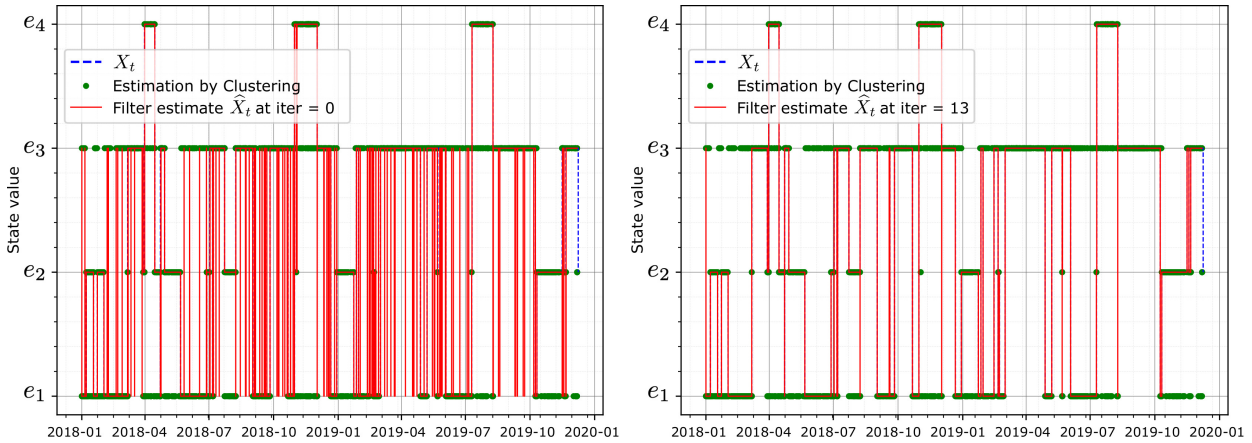 e₄
e₃
e₂
e₁
State value
X_t
Estimation by Clustering
Filter estimate X̂_t at iter = 0
2018-01 2018-04 2018-07 2018-10 2019-01 2019-04 2019-07 2019-10 2020-01
e₄
e₃
e₂
e₁
State value
X_t
Estimation by Clustering
Filter estimate X̂_t at iter = 13
2018-01 2018-04 2018-07 2018-10 2019-01 2019-04 2019-07 2019-10 2020-01